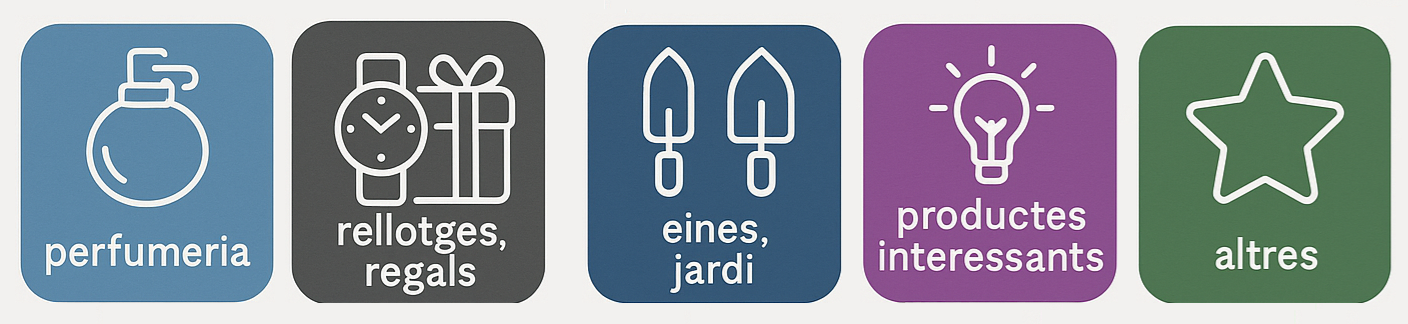 perfumeria
rellotges,
regals
eines,
jardi
productes
interessants
altres